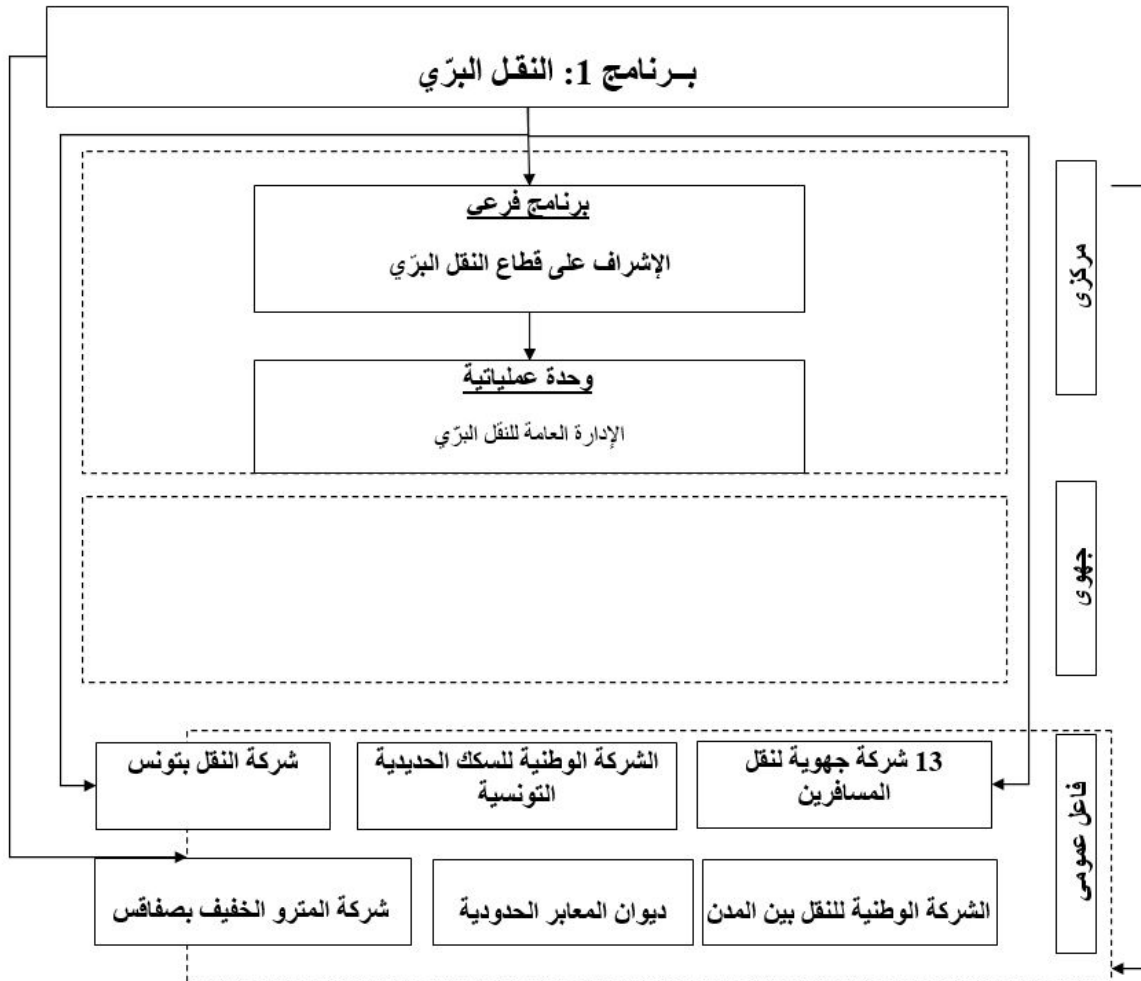 بـرنامج 1: النقل البرّي
برنامج فرعي
الإشراف على قطاع النقل البرّي
مركزي
وحدة عملياتية
الإدارة العامة للنقل البرّي
جهوي
13 شركة جهوية لنقل
المسافرين
الشركة الوطنية للسكك الحديدية
التونسية
شركة النقل بتونس
فاعل عمومي
الشركة الوطنية للنقل بين المدن
ديوان المعابر الحدودية
شركة المترو الخفيف بصفاقس